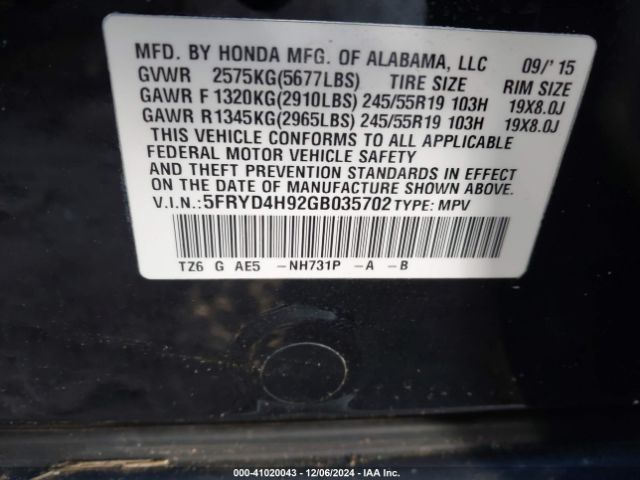 MFD. BY HONDA MFG. OF ALABAMA, LLC 09/'15
GVWR 2575KG(5677LBS) TIRE SIZE RIM SIZE
GAWR F 1320KG(2910LBS) 245/55R19 103H 19X8.0J
GAWR R1345KG(2965LBS) 245/55R19 103H 19X8.0J
THIS VEHICLE CONFORMS TO ALL APPLICABLE
FEDERAL MOTOR VEHICLE SAFETY
AND THEFT PREVENTION STANDARDS IN EFFECT
ON THE DATE OF MANUFACTURE SHOWN ABOVE.
V.I.N.:5FRYD4H92GB035702 TYPE: MPV
TZ6 G AE5 -NH731P -A -B
000-41020043 - 12/06/2024 - IAA Inc.